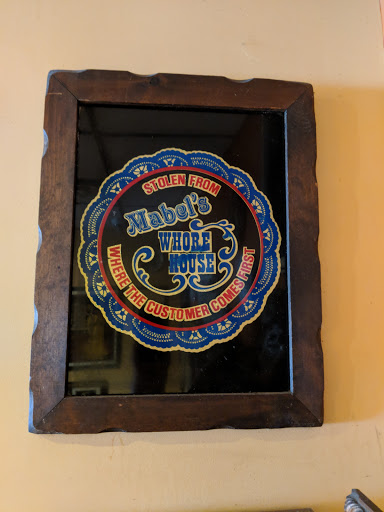 STOLEN FROM
Mabel's
WHORE
HOUSE
WHERE THE CUSTOMER COMES FIRST